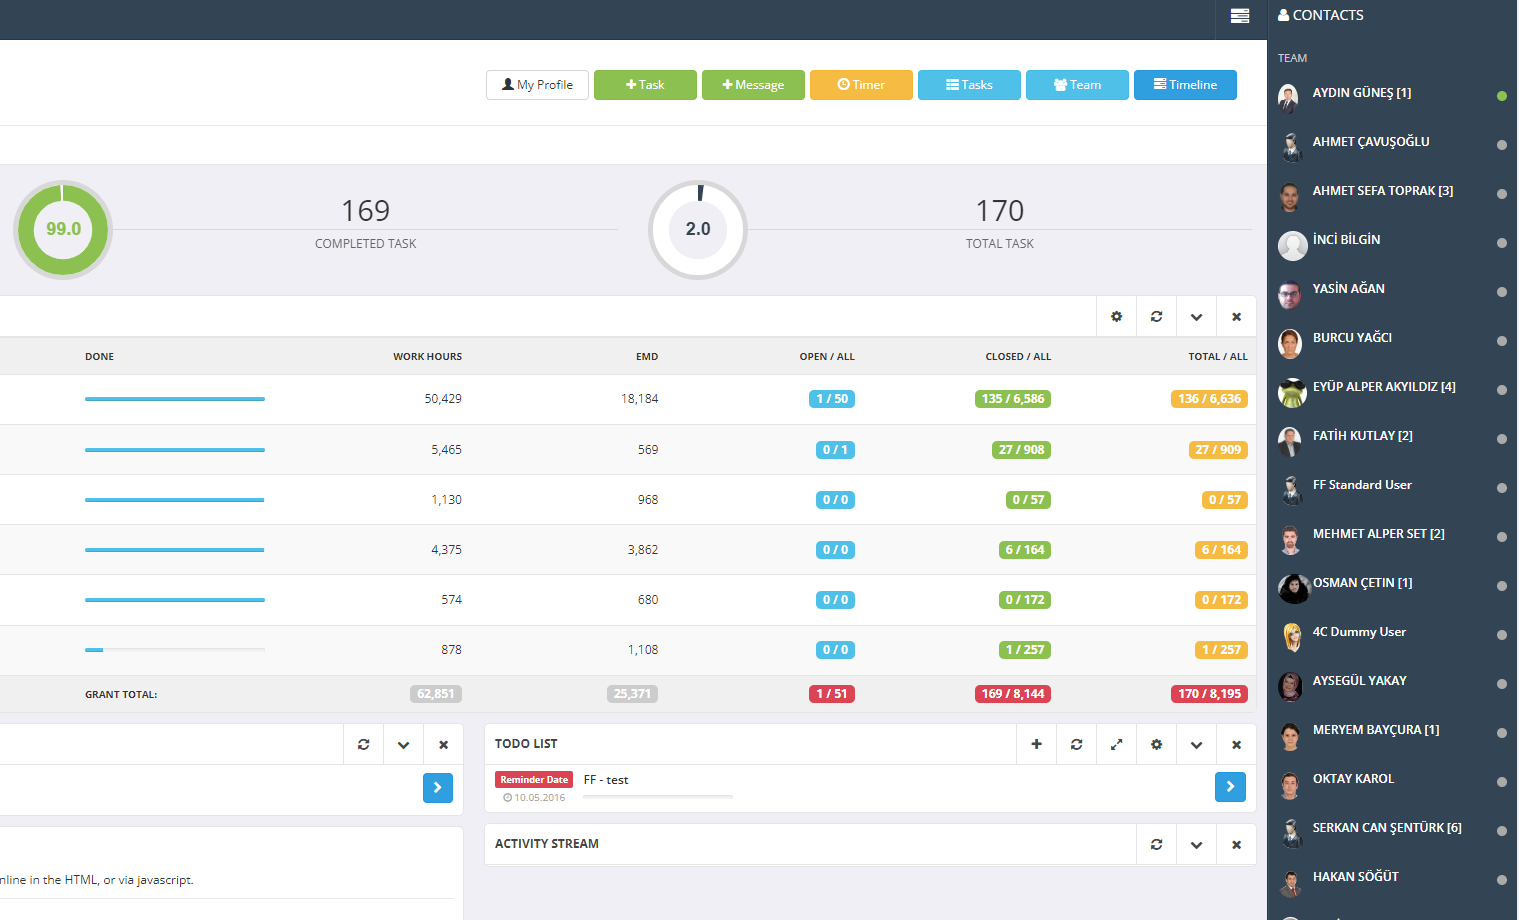 CONTACTS
My Profile
Task
Message
Timer
Tasks
Team
Timeline
99.0
169
COMPLETED TASK
2.0
170
TOTAL TASK
DONE WORK HOURS EMD OPEN / ALL CLOSED / ALL TOTAL / ALL
50,429 18,184 1 / 50 135 / 6,586 136 / 6,636
5,465 569 0 / 1 27 / 908 27 / 909
1,130 968 0 / 0 0 / 57 0 / 57
4,375 3,862 0 / 0 6 / 164 6 / 164
574 680 0 / 0 0 / 172 0 / 172
878 1,108 0 / 0 1 / 257 1 / 257
GRANT TOTAL: 62,851 25,371 1 / 51 169 / 8,144 170 / 8,195
TODO LIST
Reminder Date FF - test
10.05.2016
ACTIVITY STREAM
nline in the HTML, or via javascript.
TEAM
AYDIN GÜNEŞ [1]
AHMET ÇAVUŞOĞLU
AHMET SEFA TOPRAK [3]
İNCİ BİLGİN
YASİN AĞAN
BURCU YAĞCI
EYÜP ALPER AKYILDIZ [4]
FATİH KUTLAY [2]
FF Standard User
MEHMET ALPER SET [2]
OSMAN ÇETIN [1]
4C Dummy User
AYSEGÜL YAKAY
MERYEM BAYÇURA [1]
OKTAY KAROL
SERKAN CAN ŞENTÜRK [6]
HAKAN SÖĞÜT